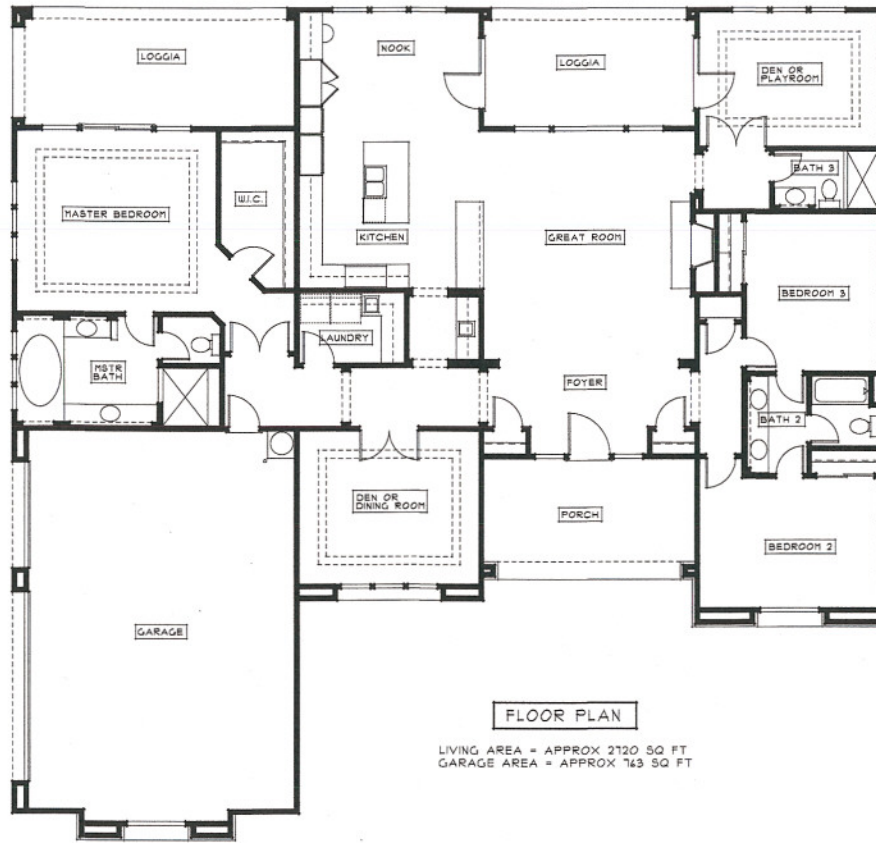 LOGGIA
NOOK
LOGGIA
DEN OR
PLAYROOM
BATH 3
W.I.C.
MASTER BEDROOM
KITCHEN
GREAT ROOM
BEDROOM 3
LAUNDRY
MSTR
BATH
FOYER
BATH 2
DEN OR
DINING ROOM
PORCH
BEDROOM 2
GARAGE
FLOOR PLAN
LIVING AREA = APPROX 2720 SQ FT
GARAGE AREA = APPROX 763 SQ FT